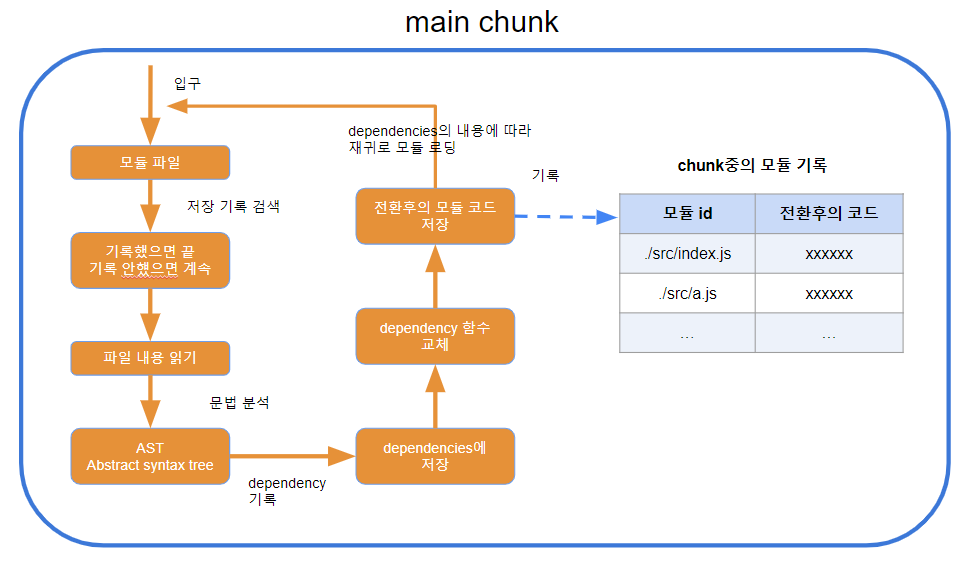 main chunk
입구
모듈 파일
저장 기록 검색
기록했으면 끝
기록 안했으면 계속
파일 내용 읽기
문법 분석
AST
Abstract syntax tree
dependency
기록
dependencies에
저장
dependency 함수
교체
전환후의 모듈 코드
저장
dependencies의 내용에 따라
재귀로 모듈 로딩
기록
chunk중의 모듈 기록
모듈 id 전환후의 코드
./src/index.js xxxxxx
./src/a.js xxxxxx
... ...